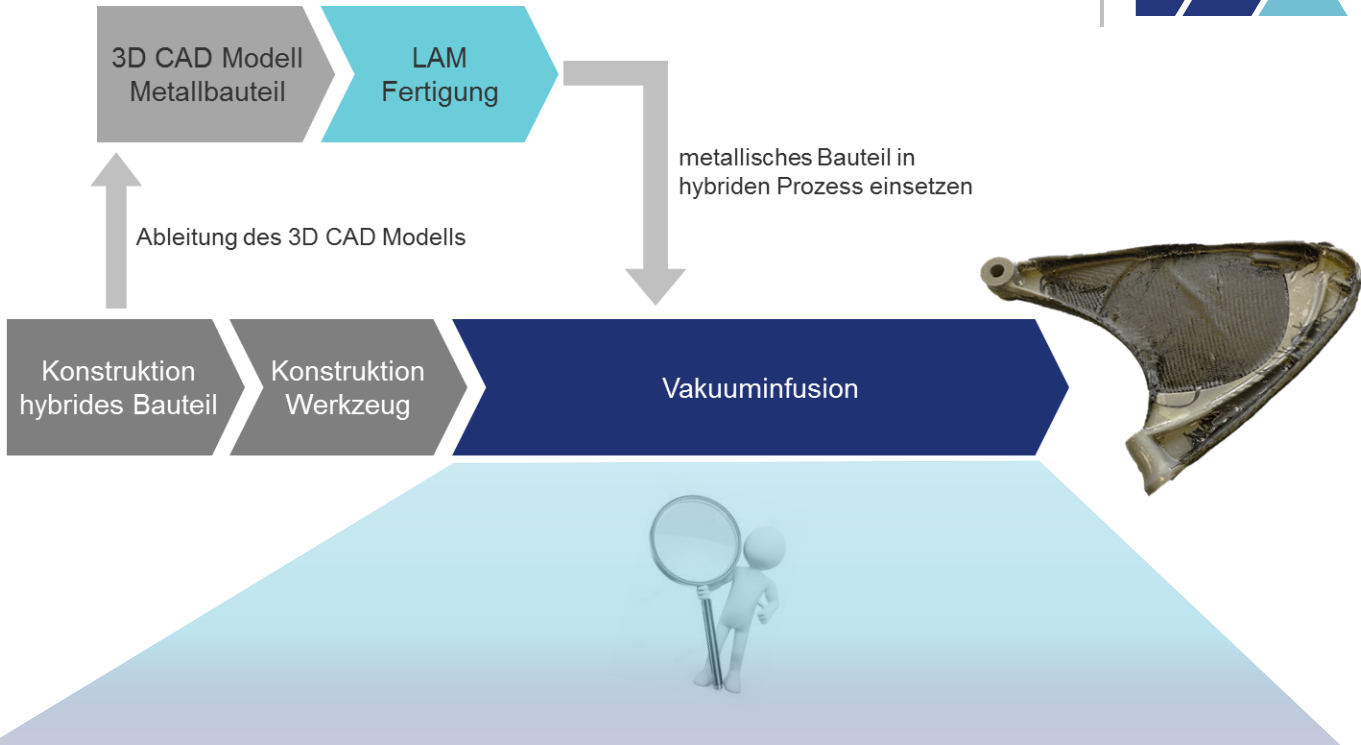 3D CAD Modell
Metallbauteil
LAM
Fertigung
metallisches Bauteil in
hybriden Prozess einsetzen
Ableitung des 3D CAD Modells
Konstruktion
hybrides Bauteil
Konstruktion
Werkzeug
Vakuuminfusion